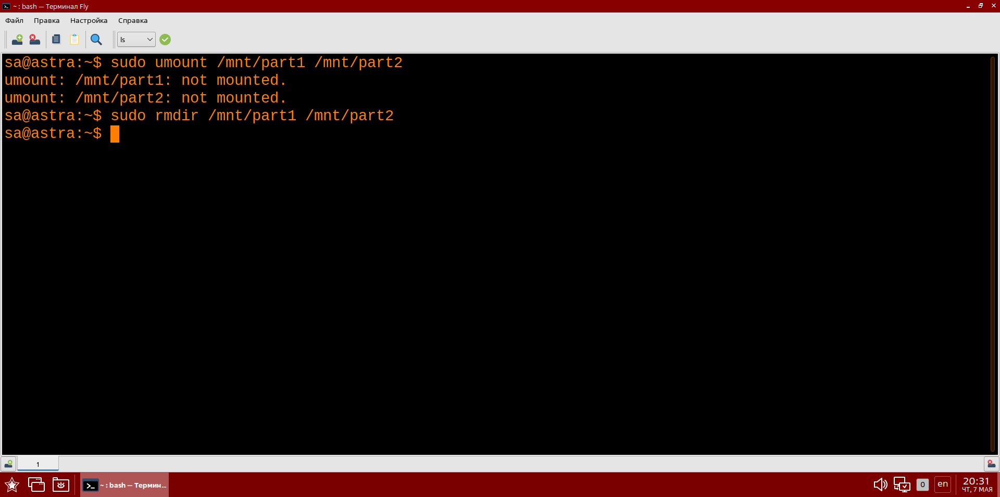 ~ : bash — Терминал Fly
Файл Правка Настройка Справка
ls
sa@astra:~$ sudo umount /mnt/part1 /mnt/part2
umount: /mnt/part1: not mounted.
umount: /mnt/part2: not mounted.
sa@astra:~$ sudo rmdir /mnt/part1 /mnt/part2
sa@astra:~$
1
~ : bash — Термин...
0
en
20:31
ЧТ, 7 МАЯ